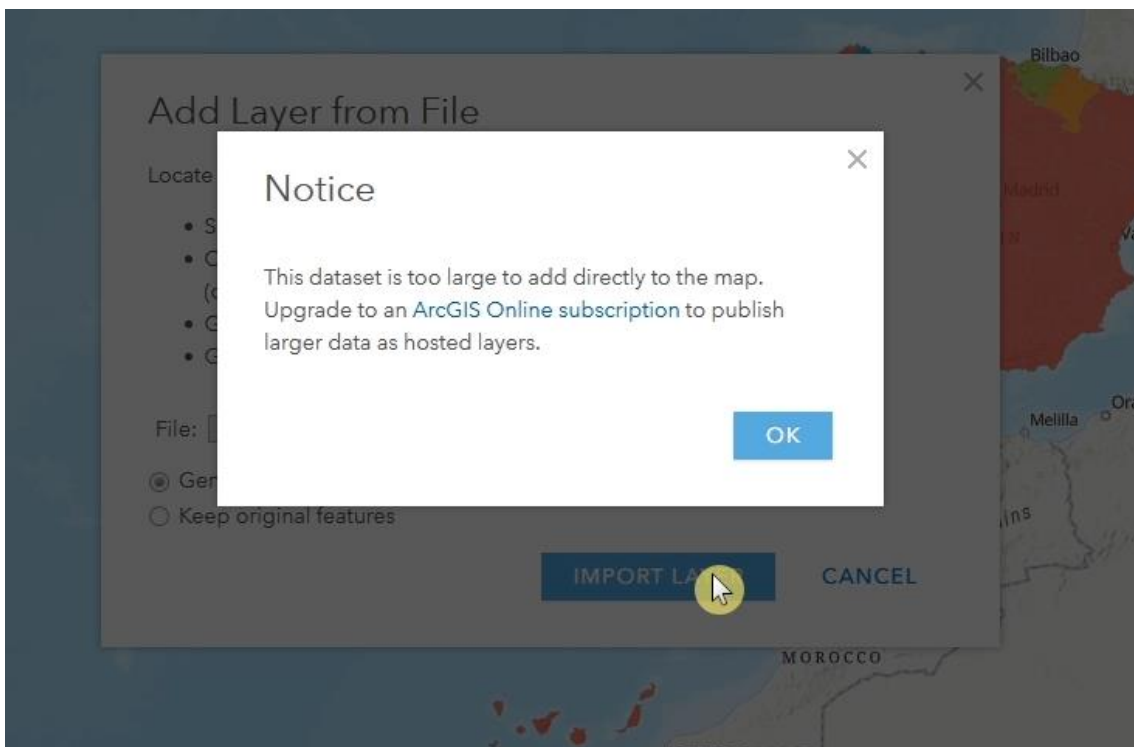 Bilbao
Add Layer from File
Locate
Notice
Madrid
This dataset is too large to add directly to the map.
Upgrade to an ArcGIS Online subscription to publish
larger data as hosted layers.
OK
File:
Melilla
Keep original features
IMPORT
CANCEL
MOROCCO